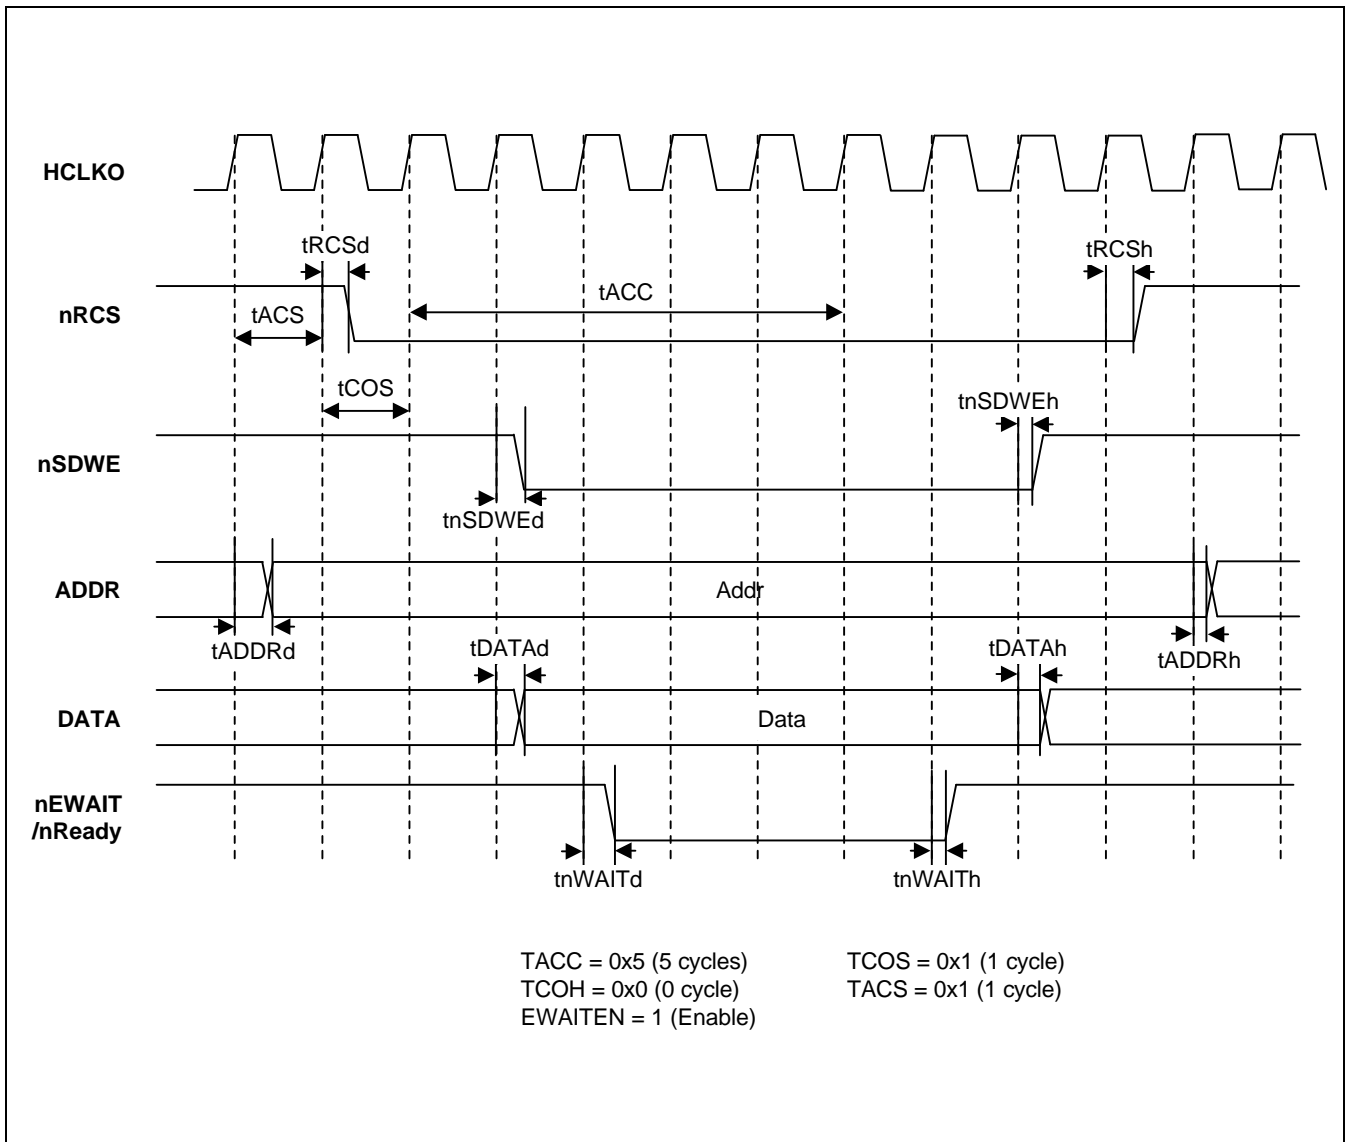 HCLKO
tRCSd
tRCSh
nRCS
tACS
tACC
tCOS
tnSDWEh
nSDWE
tnSDWEd
ADDR
Addr
tADDRd
tDATAd
tDATAh
tADDRh
DATA
Data
nEWAIT
/nReady
tnWAITd
tnWAITh
TACC = 0x5 (5 cycles)
TCOS = 0x1 (1 cycle)
TCOH = 0x0 (0 cycle)
TACS = 0x1 (1 cycle)
EWAITEN = 1 (Enable)